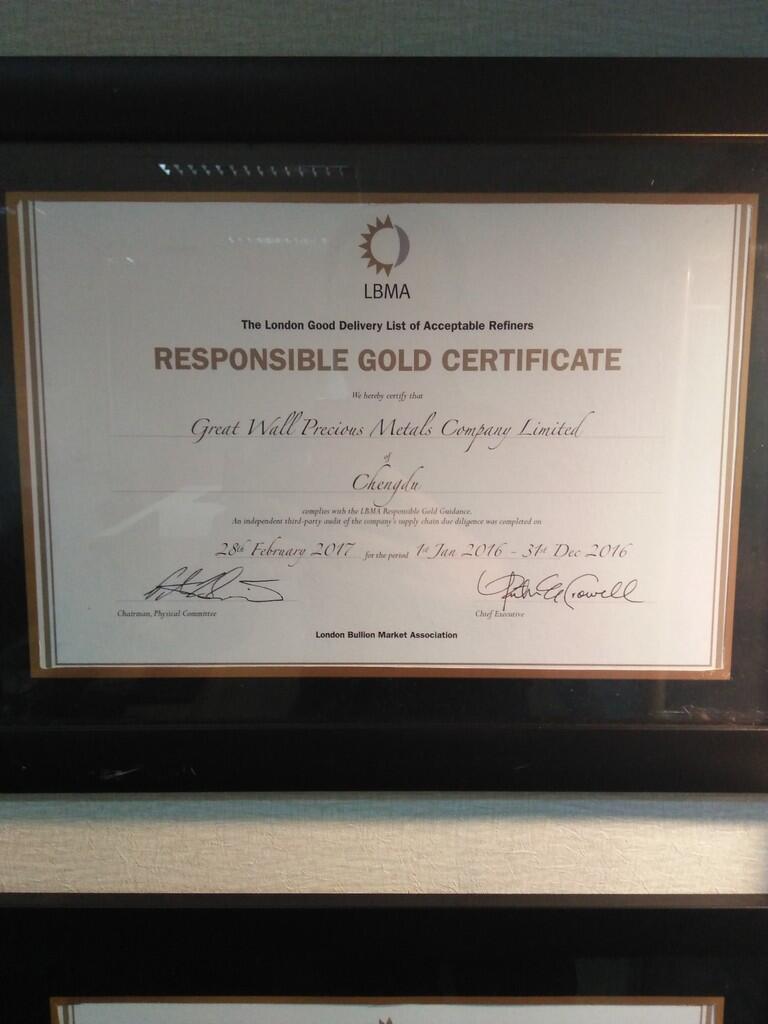 LBMA
The London Good Delivery List of Acceptable Refiners
RESPONSIBLE GOLD CERTIFICATE
We hereby certify that
Great Wall Precious Metals Company Limited
of
Chengdu
complies with the LBMA Responsible Gold Guidance.
An independent third-party audit of the company's supply chain due diligence was completed on
28th February 2017 for the period 1st Jan 2016 - 31st Dec 2016
Chairman, Physical Committee Chief Executive
London Bullion Market Association